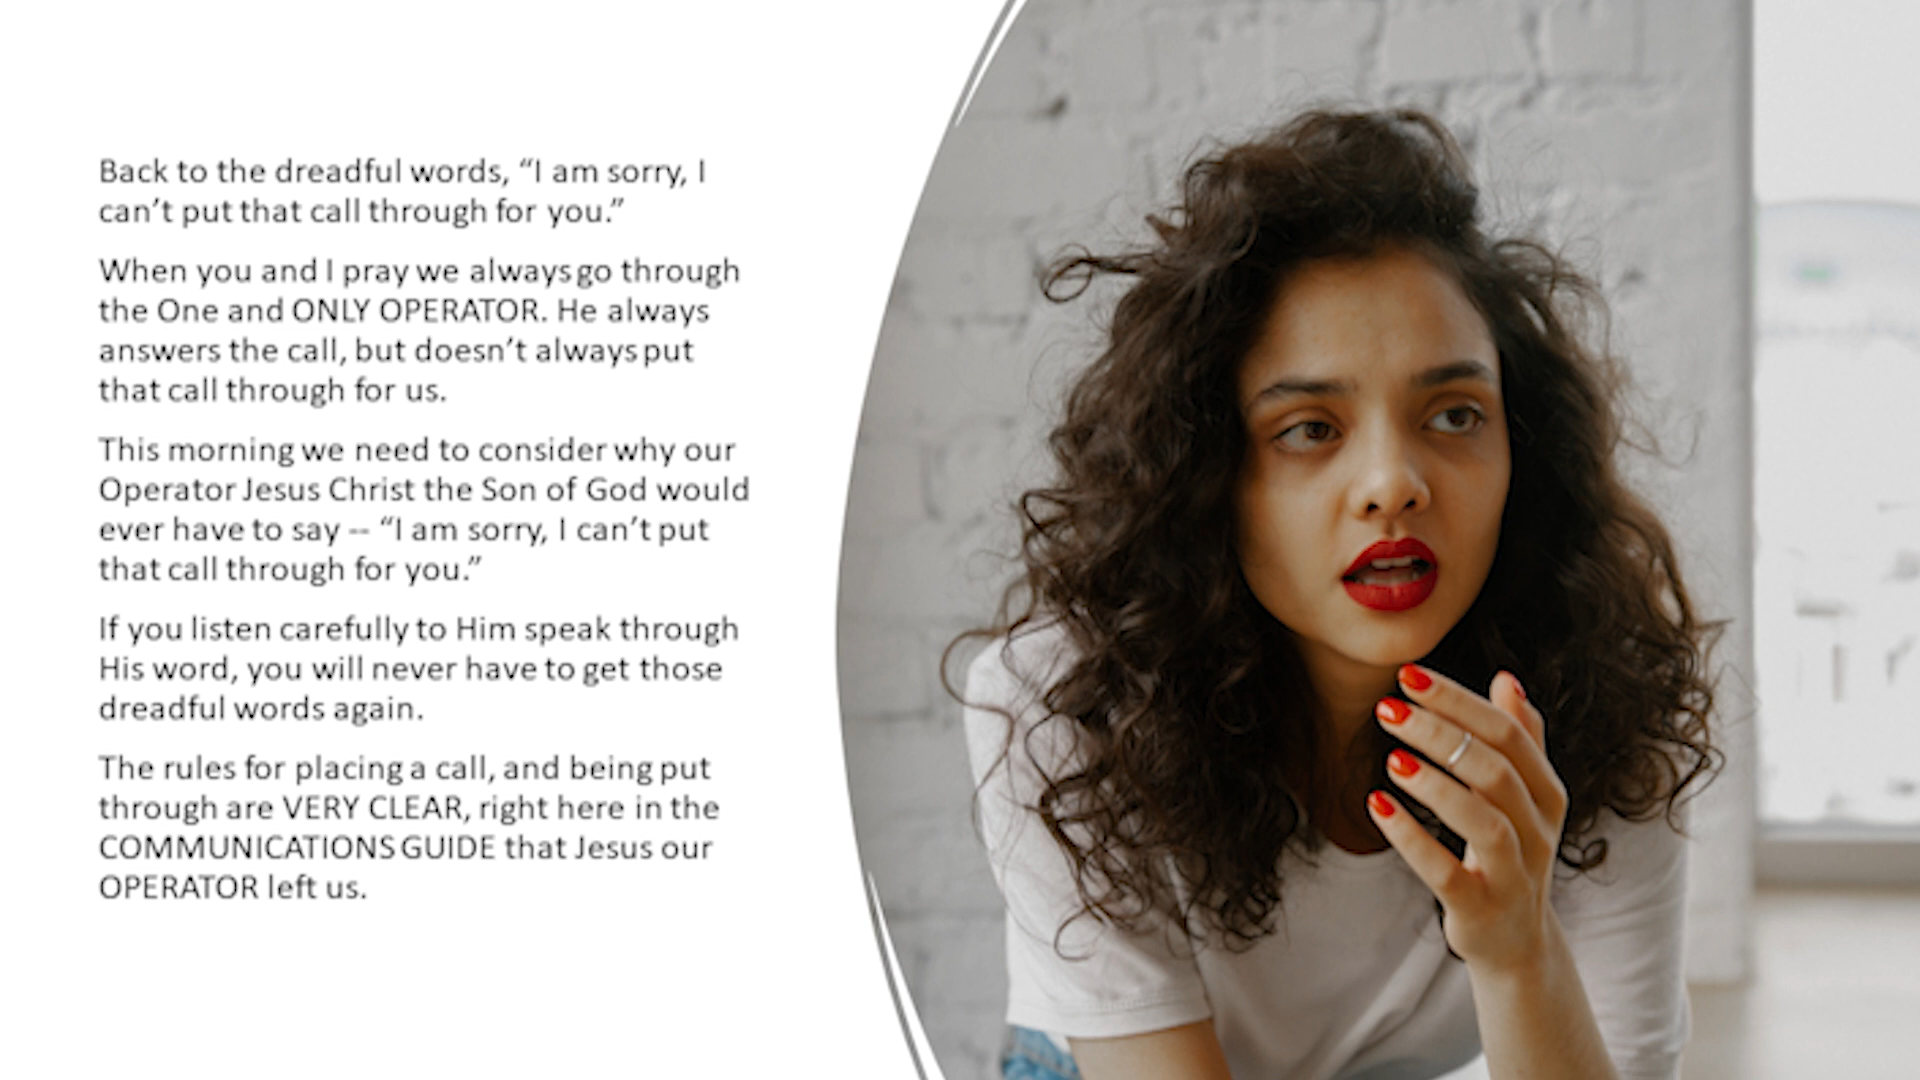 Back to the dreadful words, “I am sorry, I
can’t put that call through for you.”
When you and I pray we always go through
the One and ONLY OPERATOR. He always
answers the call, but doesn’t always put
that call through for us.
This morning we need to consider why our
Operator Jesus Christ the Son of God would
ever have to say -- “I am sorry, I can’t put
that call through for you.”
If you listen carefully to Him speak through
His word, you will never have to get those
dreadful words again.
The rules for placing a call, and being put
through are VERY CLEAR, right here in the
COMMUNICATIONS GUIDE that Jesus our
OPERATOR left us.